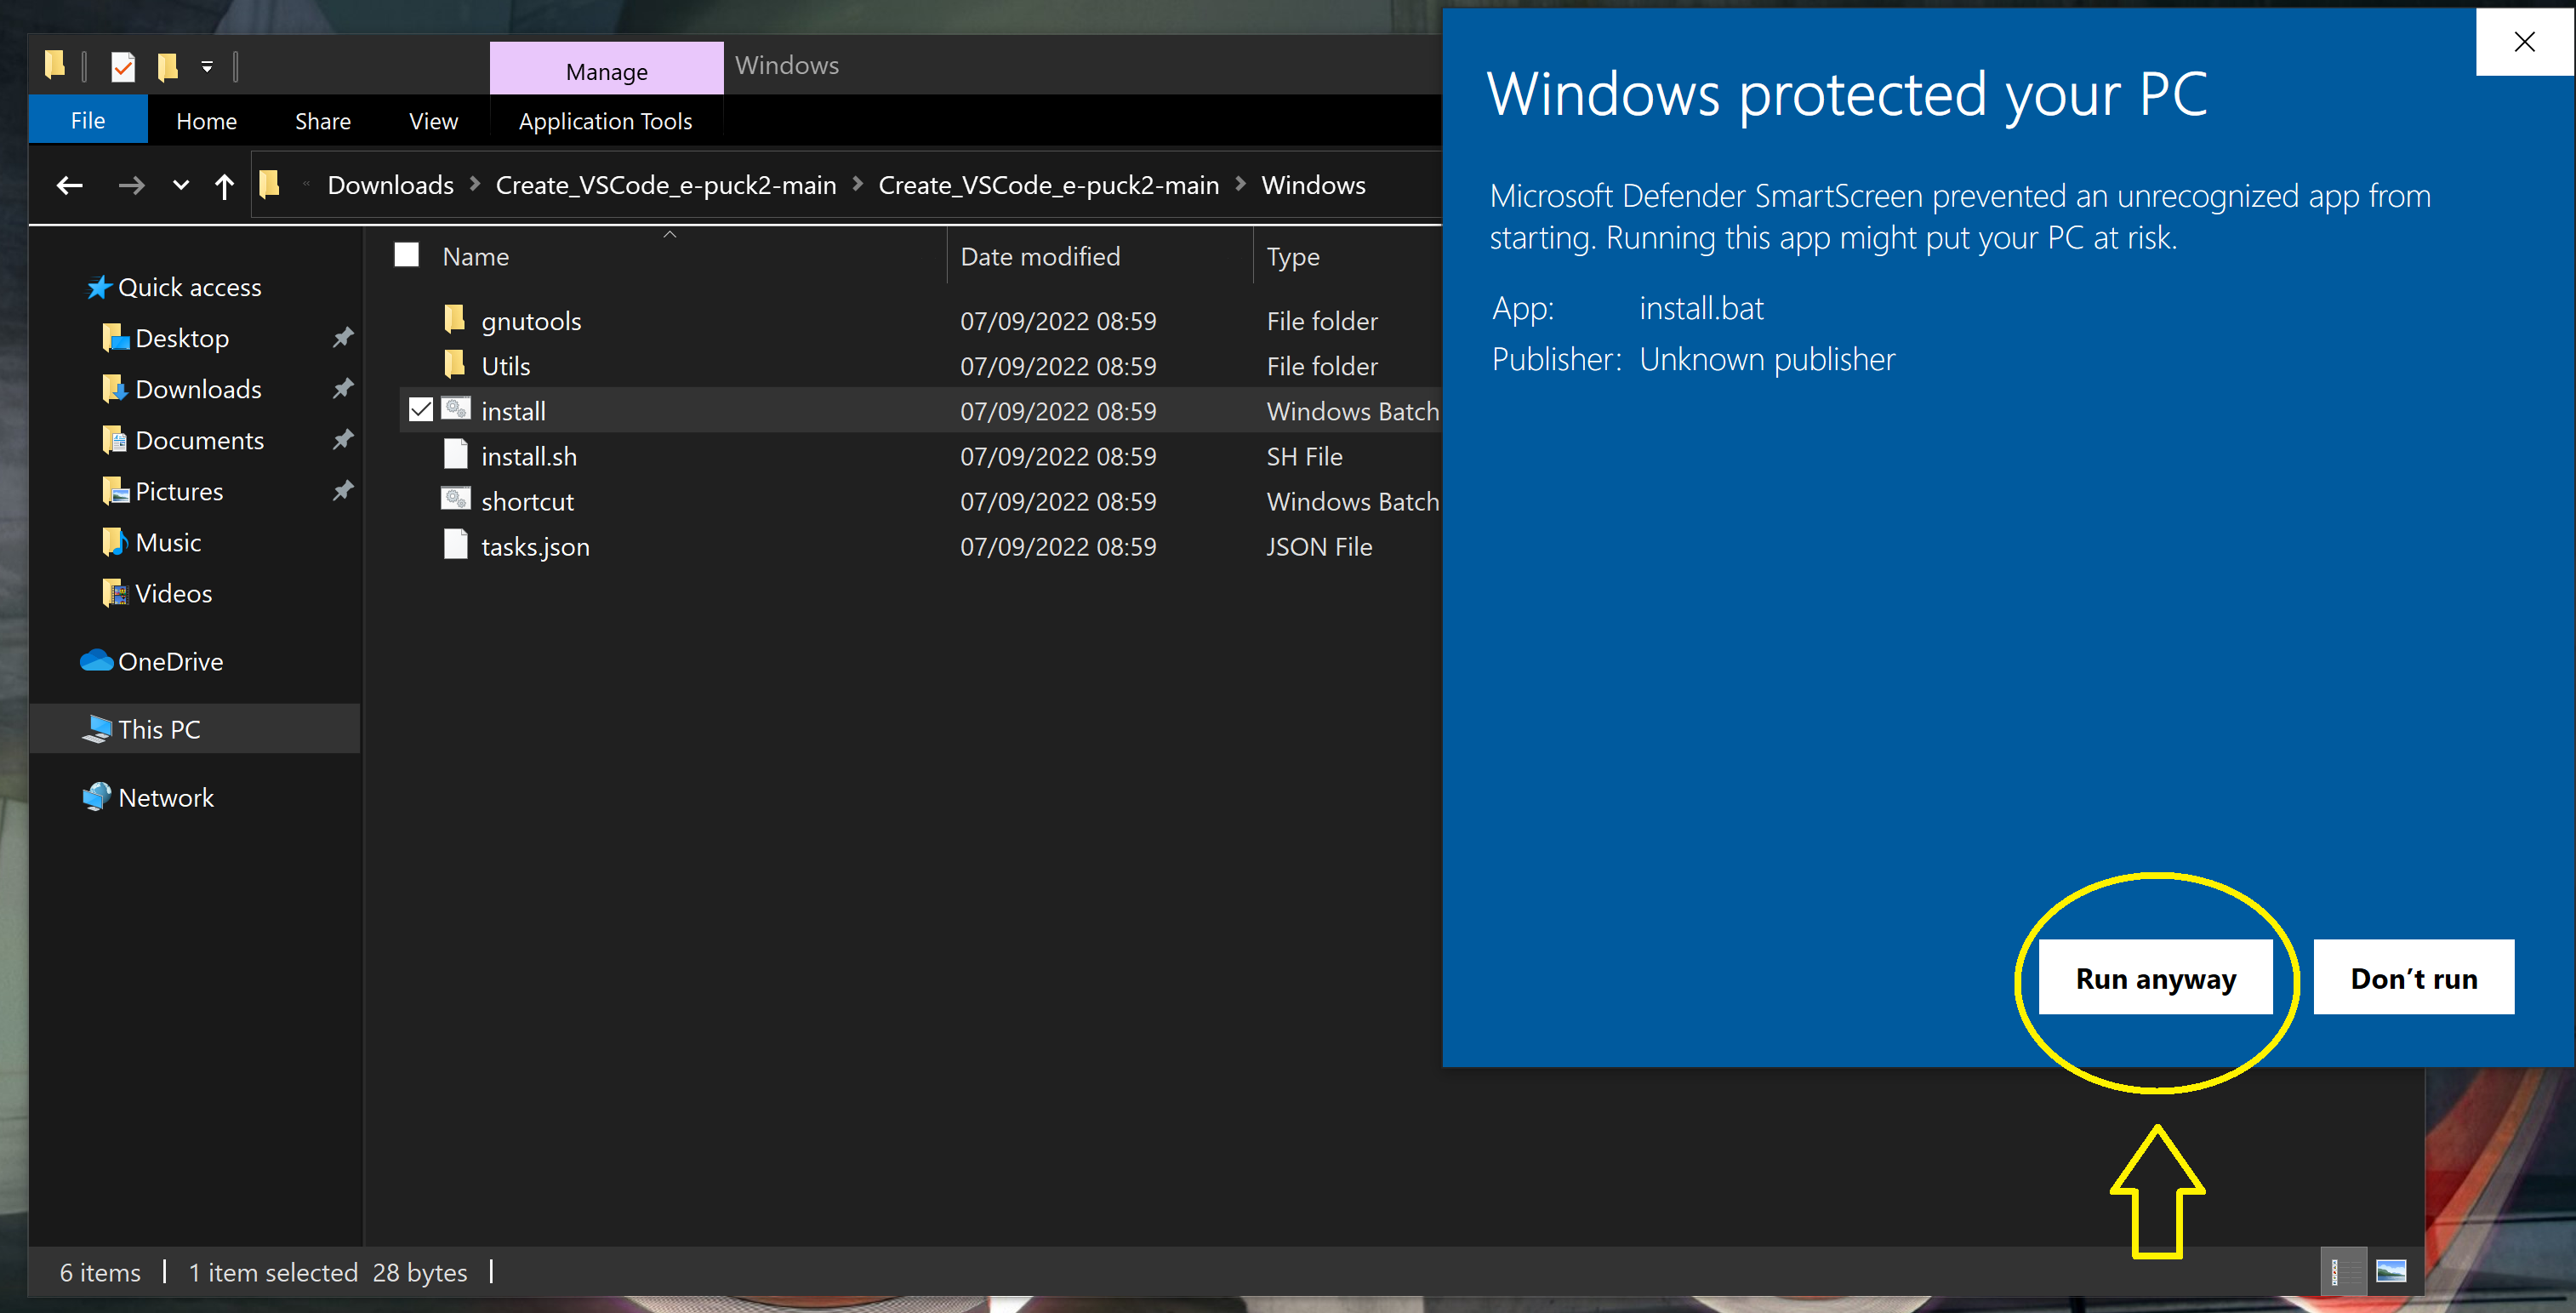 Manage
Windows
File
Home
Share
View
Application Tools
Downloads
Create_VSCode_e-puck2-main
Create_VSCode_e-puck2-main
Windows
Name
Date modified
Type
Quick access
Desktop
Downloads
Documents
Pictures
Music
Videos
OneDrive
This PC
Network
gnutools 07/09/2022 08:59 File folder
Utils 07/09/2022 08:59 File folder
install 07/09/2022 08:59 Windows Batch
install.sh 07/09/2022 08:59 SH File
shortcut 07/09/2022 08:59 Windows Batch
tasks.json 07/09/2022 08:59 JSON File
6 items
1 item selected 28 bytes
Windows protected your PC
Microsoft Defender SmartScreen prevented an unrecognized app from
starting. Running this app might put your PC at risk.
App: install.bat
Publisher: Unknown publisher
Run anyway
Don't run